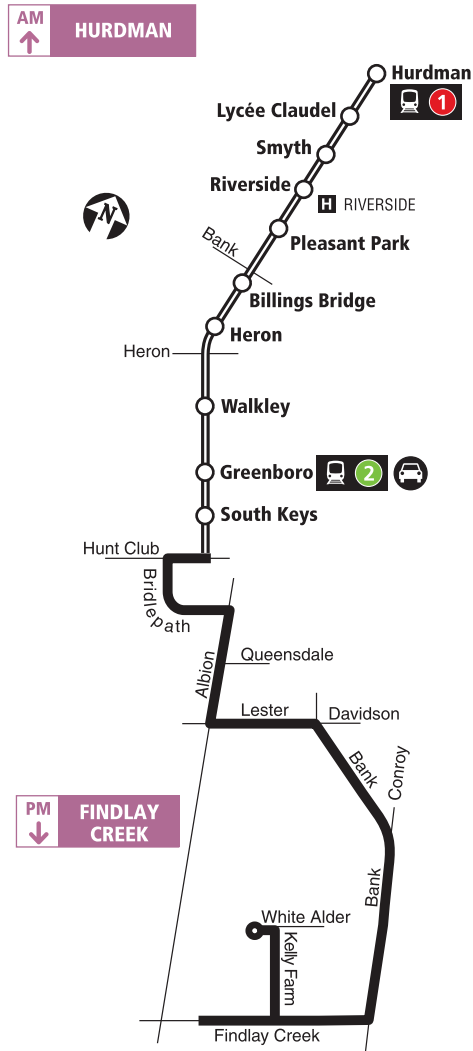 AM
HURDMAN
Hurdman
1
Lycée Claudel
Smyth
Riverside
H RIVERSIDE
N
Bank
Pleasant Park
Billings Bridge
Heron
Heron
Walkley
Greenboro
2
South Keys
Hunt Club
Bridlepath
Queensdale
Albion
Lester
Davidson
Bank
Conroy
PM
FINDLAY
CREEK
Bank
White Alder
Kelly Farm
Findlay Creek